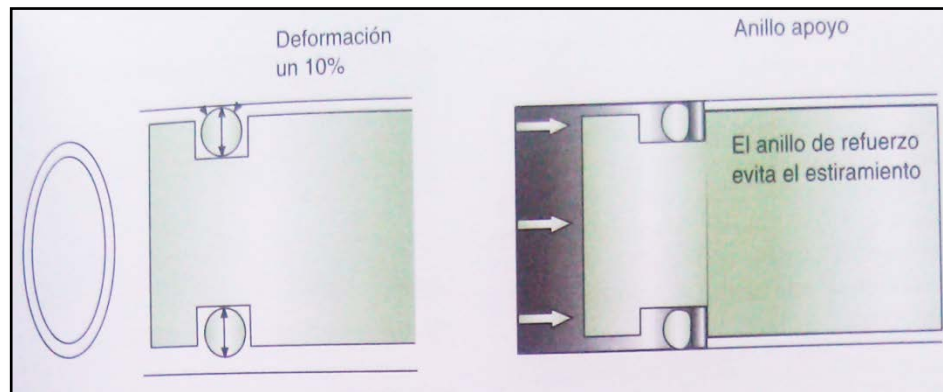 Deformación
un 10%
Anillo apoyo
El anillo de refuerzo
evita el estiramiento